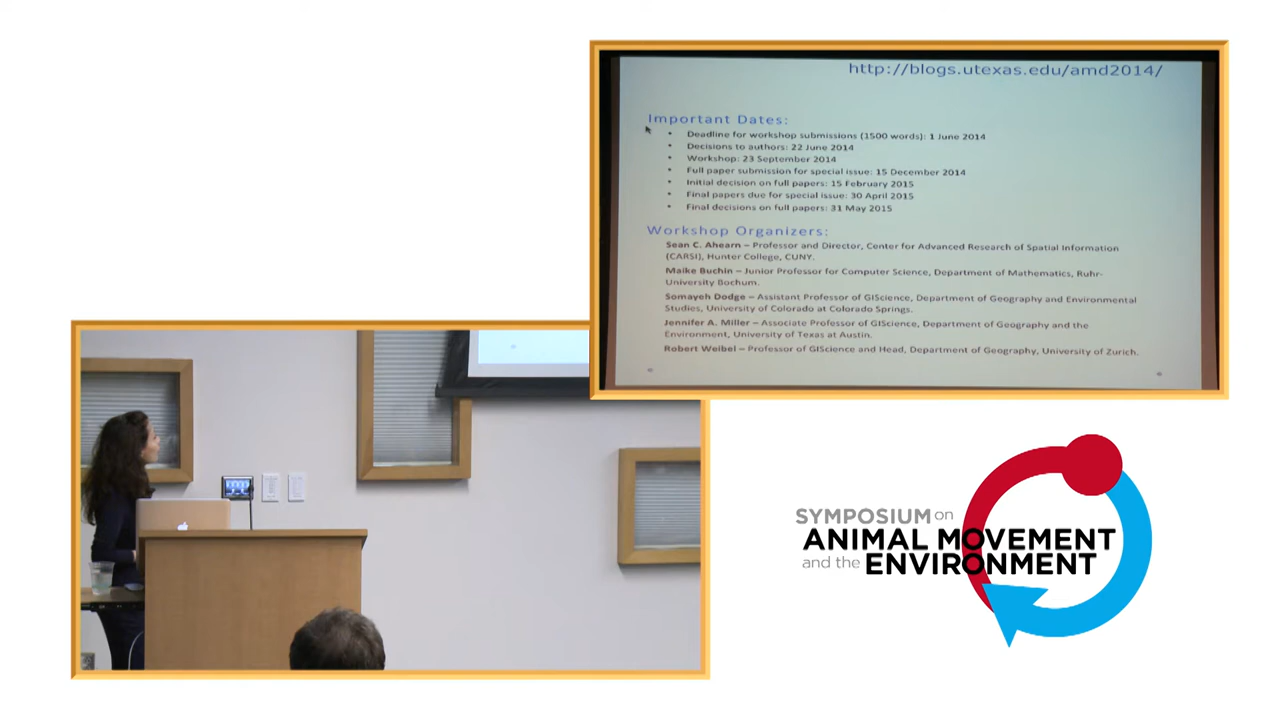 http://blogs.utexas.edu/amd2014/
Important Dates:
• Deadline for workshop submissions (1500 words): 1 June 2014
• Decisions to authors: 22 June 2014
• Workshop: 23 September 2014
• Full paper submission for special issue: 15 December 2014
• Initial decision on full papers: 15 February 2015
• Final papers due for special issue: 30 April 2015
• Final decisions on full papers: 31 May 2015
Workshop Organizers:
Sean C. Ahearn – Professor and Director, Center for Advanced Research of Spatial Information
(CARSI), Hunter College, CUNY.
Maike Buchin – Junior Professor for Computer Science, Department of Mathematics, Ruhr-
University Bochum.
Somayeh Dodge – Assistant Professor of GIScience, Department of Geography and Environmental
Studies, University of Colorado at Colorado Springs.
Jennifer A. Miller – Associate Professor of GIScience, Department of Geography and the
Environment, University of Texas at Austin.
Robert Weibel – Professor of GIScience and Head, Department of Geography, University of Zurich.
SYMPOSIUM on
ANIMAL MOVEMENT
and the ENVIRONMENT